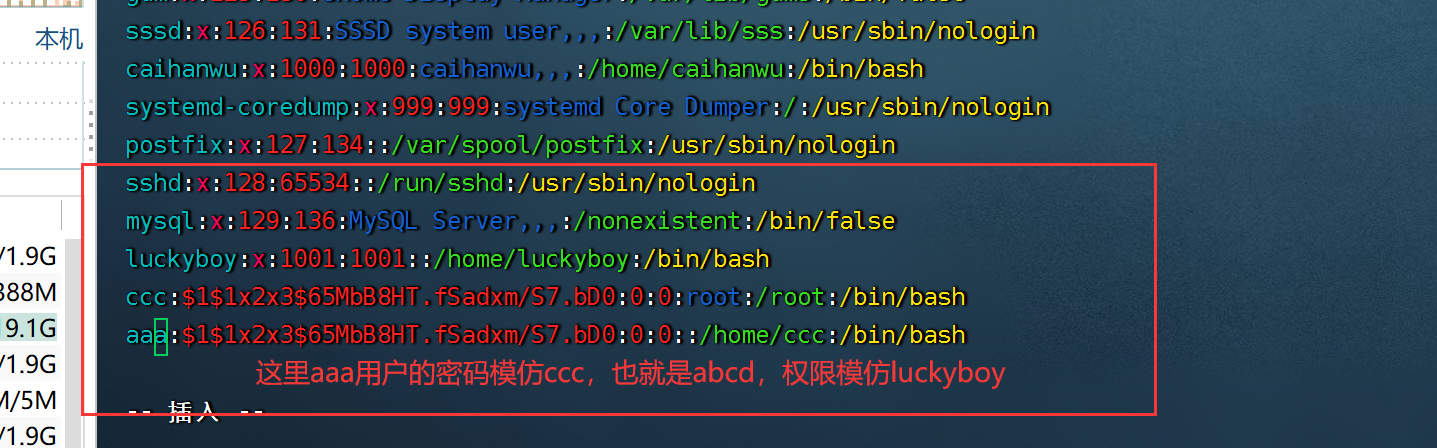 本机
sssd:x:126:131:SSSD system user,,,:/var/lib/sss:/usr/sbin/nologin
caihanwu:x:1000:1000:caihanwu,,,:/home/caihanwu:/bin/bash
systemd-coredump:x:999:999:systemd Core Dumper:/:/usr/sbin/nologin
postfix:x:127:134::/var/spool/postfix:/usr/sbin/nologin
sshd:x:128:65534::/run/sshd:/usr/sbin/nologin
mysql:x:129:136:MySQL Server,,,:/nonexistent:/bin/false
luckyboy:x:1001:1001::/home/luckyboy:/bin/bash
/1.9G
388M
ccc:$1$1x2x3$65MbB8HT.fSadxm/S7.bD0:0:0:root:/root:/bin/bash
9.1G
aaa:$1$1x2x3$65MbB8HT.fSadxm/S7.bD0:0:0::/home/ccc:/bin/bash
/1.9G
这里aaa用户的密码模仿ccc，也就是abcd，权限模仿luckyboy
M/5M
-- 插入 --
/1.9G